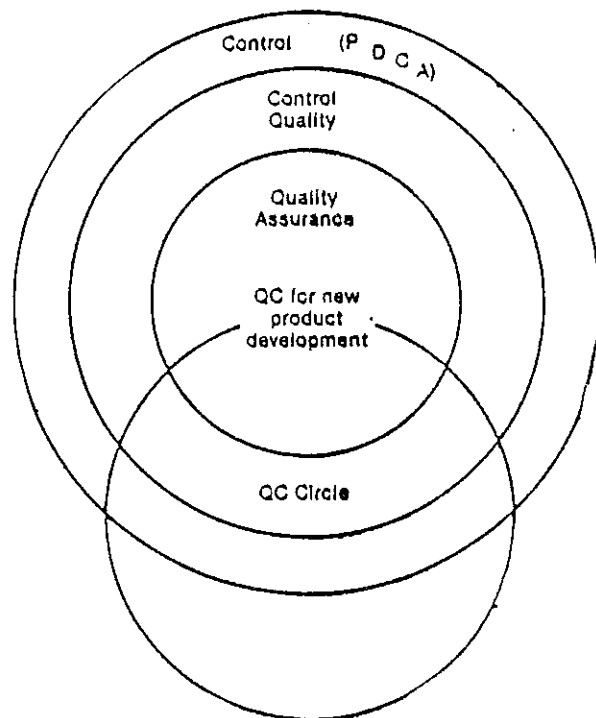 Control (P D C A)
Control
Quality
Quality
Assurance
QC for new
product
development
QC Circle